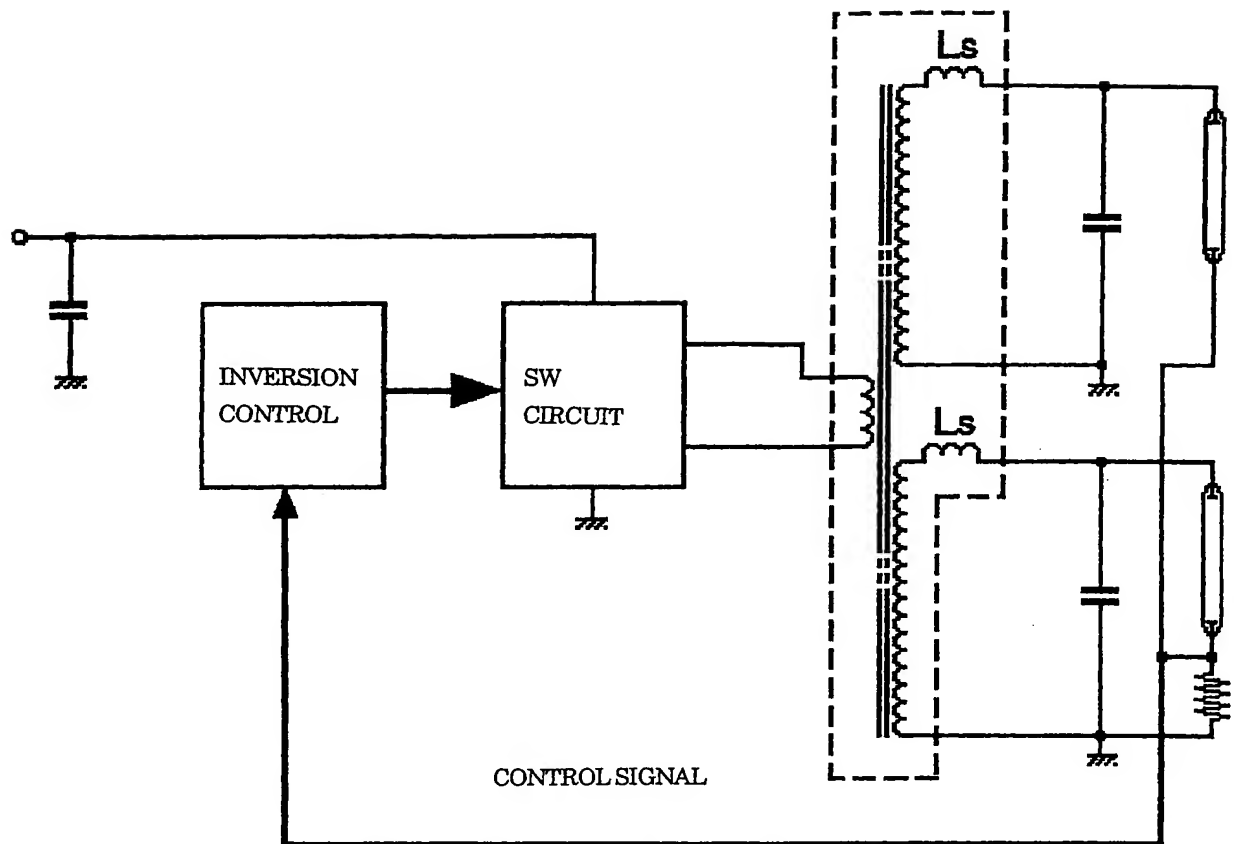 Ls
INVERSION
CONTROL
SW
CIRCUIT
Ls
CONTROL SIGNAL